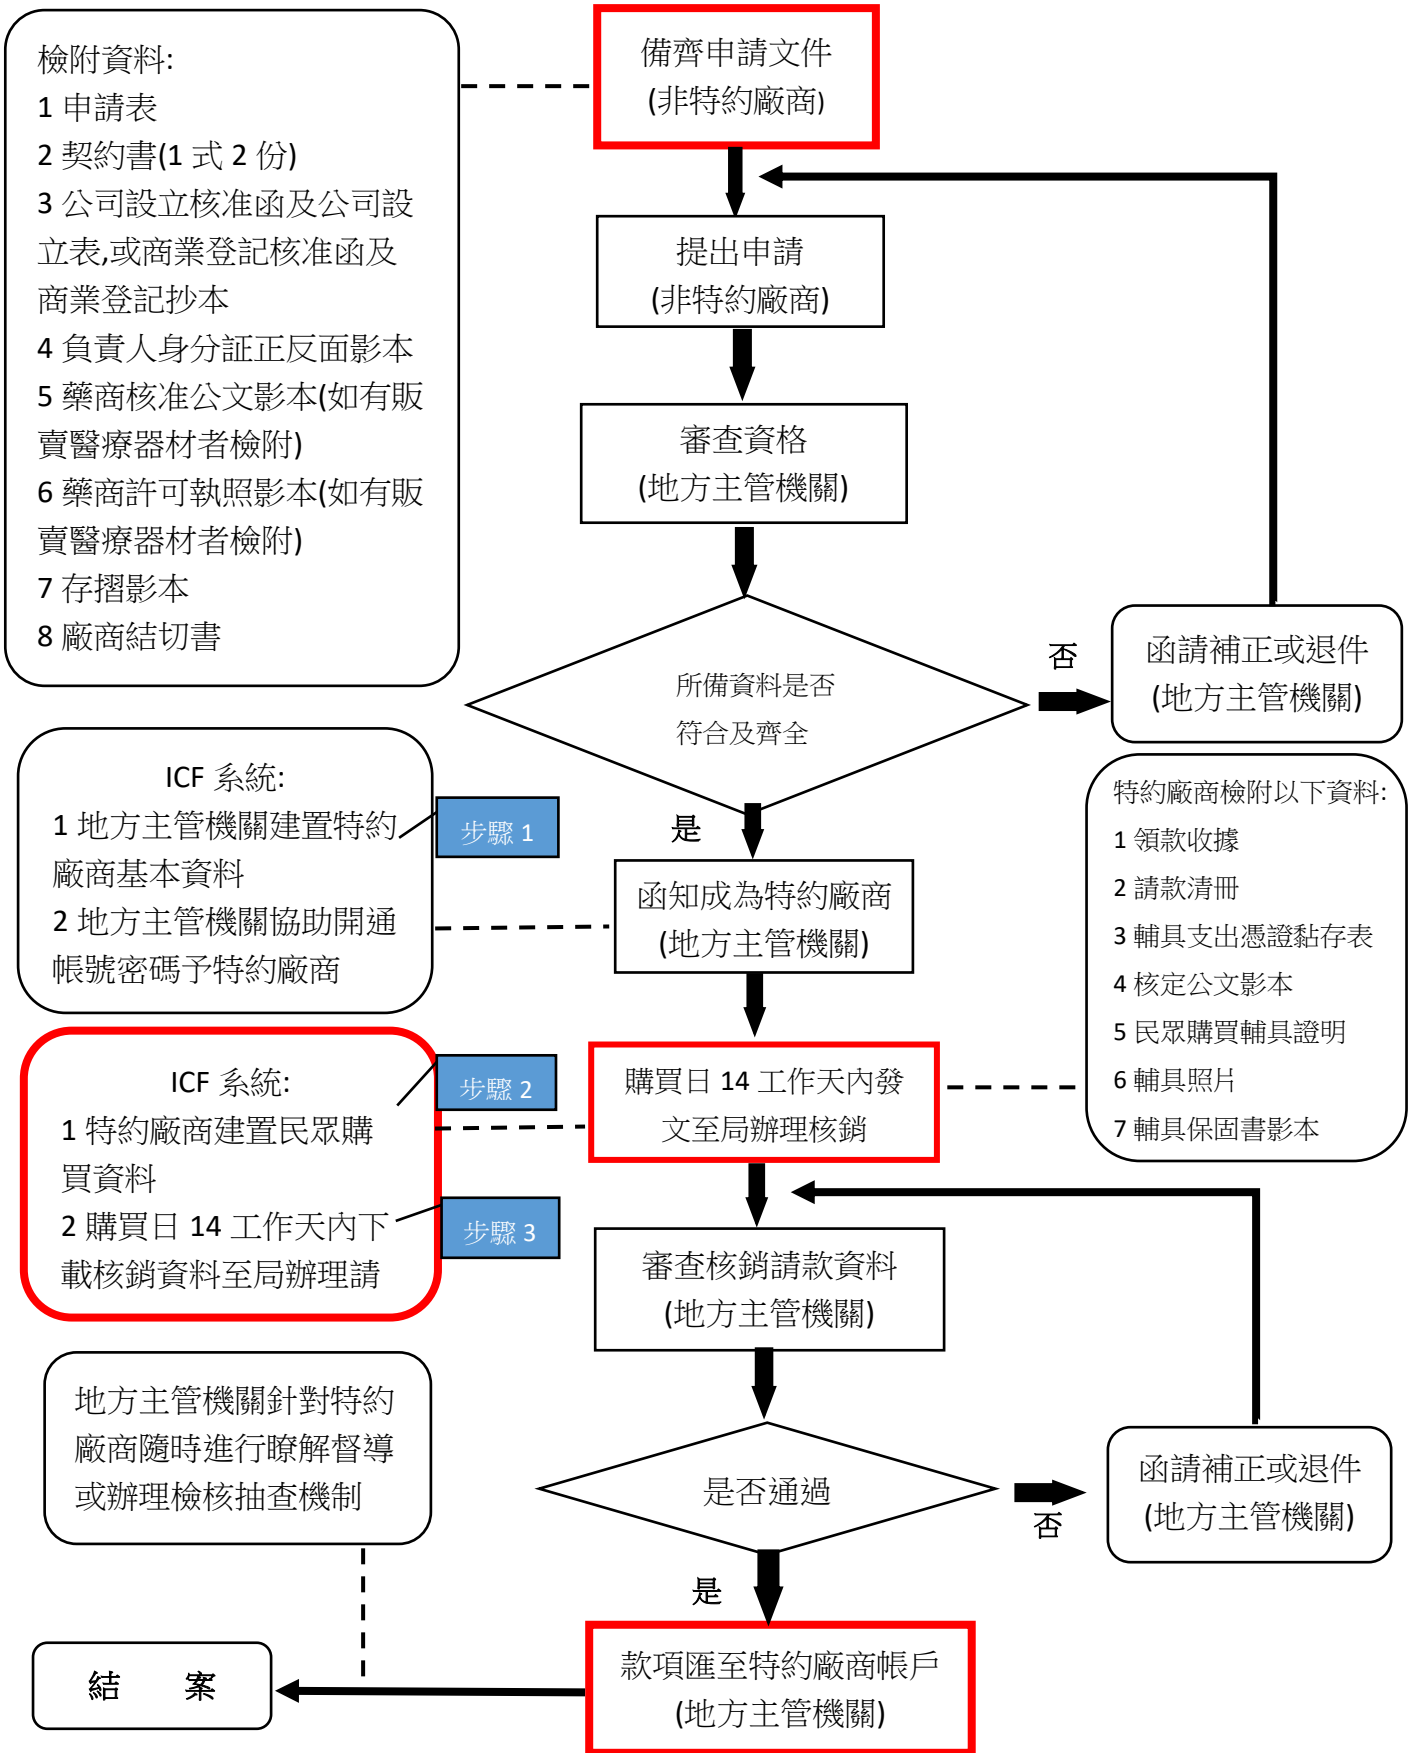 檢附資料:
1 申請表
2 契約書(1 式 2 份)
3 公司設立核准函及公司設
立表,或商業登記核准函及
商業登記抄本
4 負責人身分証正反面影本
5 藥商核准公文影本(如有販
賣醫療器材者檢附)
6 藥商許可執照影本(如有販
賣醫療器材者檢附)
7 存摺影本
8 廠商結切書
備齊申請文件
(非特約廠商)
提出申請
(非特約廠商)
審查資格
(地方主管機關)
所備資料是否
符合及齊全
否
函請補正或退件
(地方主管機關)
是
ICF 系統:
1 地方主管機關建置特約
廠商基本資料
2 地方主管機關協助開通
帳號密碼予特約廠商
步驟 1
函知成為特約廠商
(地方主管機關)
特約廠商檢附以下資料:
1 領款收據
2 請款清冊
3 輔具支出憑證黏存表
4 核定公文影本
5 民眾購買輔具證明
6 輔具照片
7 輔具保固書影本
ICF 系統:
1 特約廠商建置民眾購
買資料
2 購買日 14 工作天內下
載核銷資料至局辦理請
步驟 2
步驟 3
購買日 14 工作天內發
文至局辦理核銷
審查核銷請款資料
(地方主管機關)
地方主管機關針對特約
廠商隨時進行瞭解督導
或辦理檢核抽查機制
是否通過
否
函請補正或退件
(地方主管機關)
是
款項匯至特約廠商帳戶
(地方主管機關)
結 案